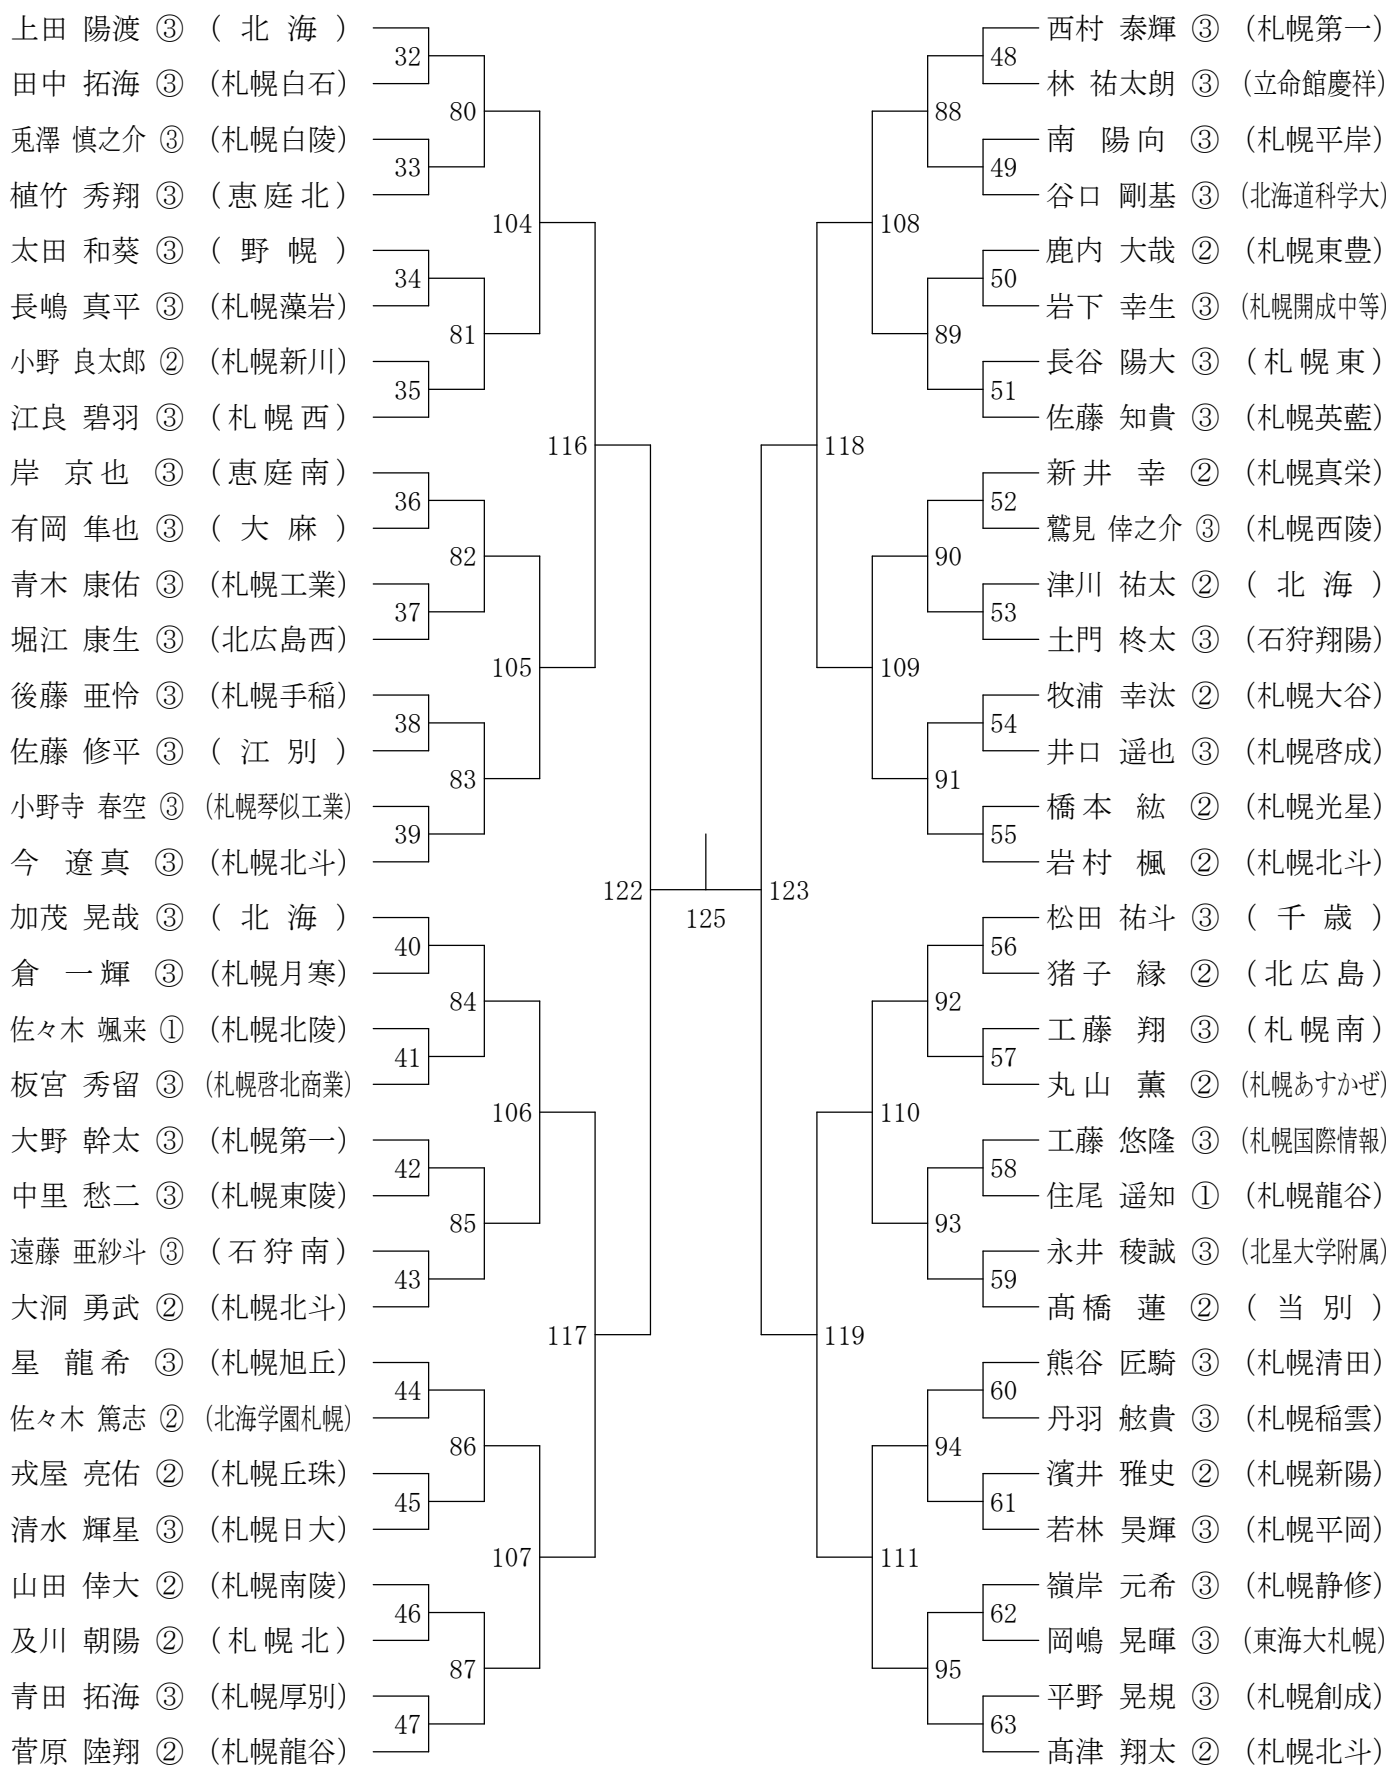 上田 陽渡 ③ ( 北 海 )
田中 拓海 ③ (札幌白石)
兎澤 慎之介 ③ (札幌白陵)
植竹 秀翔 ③ (恵庭北)
太田 和葵 ③ ( 野 幌 )
長嶋 真平 ③ (札幌藻岩)
小野 良太郎 ② (札幌新川)
江良 碧羽 ③ (札幌西)
岸 京也 ③ (恵庭南)
有岡 隼也 ③ ( 大 麻 )
青木 康佑 ③ (札幌工業)
堀江 康生 ③ (北広島西)
後藤 亜怜 ③ (札幌手稲)
佐藤 修平 ③ ( 江 別 )
小野寺 春空 ③ (札幌琴似工業)
今 遼真 ③ (札幌北斗)
加茂 晃哉 ③ ( 北 海 )
倉 一輝 ③ (札幌月寒)
佐々木 颯来 ① (札幌北陵)
板宮 秀留 ③ (札幌啓北商業)
大野 幹太 ③ (札幌第一)
中里 愁二 ③ (札幌東陵)
遠藤 亜紗斗 ③ (石狩南)
大洞 勇武 ② (札幌北斗)
星 龍希 ③ (札幌旭丘)
佐々木 篤志 ② (北海学園札幌)
戎屋 亮佑 ② (札幌丘珠)
清水 輝星 ③ (札幌日大)
山田 倖大 ② (札幌南陵)
及川 朝陽 ② (札幌北)
青田 拓海 ③ (札幌厚別)
菅原 陸翔 ② (札幌龍谷)
32
33
34
35
36
37
38
39
40
41
42
43
44
45
46
47
80
81
82
83
84
85
86
87
104
105
106
107
116
117
122
125
123
118
119
108
109
110
111
88
89
90
91
92
93
94
95
48
49
50
51
52
53
54
55
56
57
58
59
60
61
62
63
西村 泰輝 ③ (札幌第一)
林 祐太朗 ③ (立命館慶祥)
南 陽向 ③ (札幌平岸)
谷口 剛基 ③ (北海道科学大)
鹿内 大哉 ② (札幌東豊)
岩下 幸生 ③ (札幌開成中等)
長谷 陽大 ③ (札幌東)
佐藤 知貴 ③ (札幌英藍)
新井 幸 ② (札幌真栄)
鷲見 倖之介 ③ (札幌西陵)
津川 祐太 ② ( 北 海 )
土門 柊太 ③ (石狩翔陽)
牧浦 幸汰 ② (札幌大谷)
井口 遥也 ③ (札幌啓成)
橋本 紘 ② (札幌光星)
岩村 楓 ② (札幌北斗)
松田 祐斗 ③ ( 千 歳 )
猪子 縁 ② (北広島)
工藤 翔 ③ (札幌南)
丸山 薫 ② (札幌あすかぜ)
工藤 悠隆 ③ (札幌国際情報)
住尾 遥知 ① (札幌龍谷)
永井 稜誠 ③ (北星大学附属)
髙橋 蓮 ② ( 当 別 )
熊谷 匠騎 ③ (札幌清田)
丹羽 舷貴 ③ (札幌稲雲)
濱井 雅史 ② (札幌新陽)
若林 昊輝 ③ (札幌平岡)
嶺岸 元希 ③ (札幌静修)
岡嶋 晃暉 ③ (東海大札幌)
平野 晃規 ③ (札幌創成)
髙津 翔太 ② (札幌北斗)